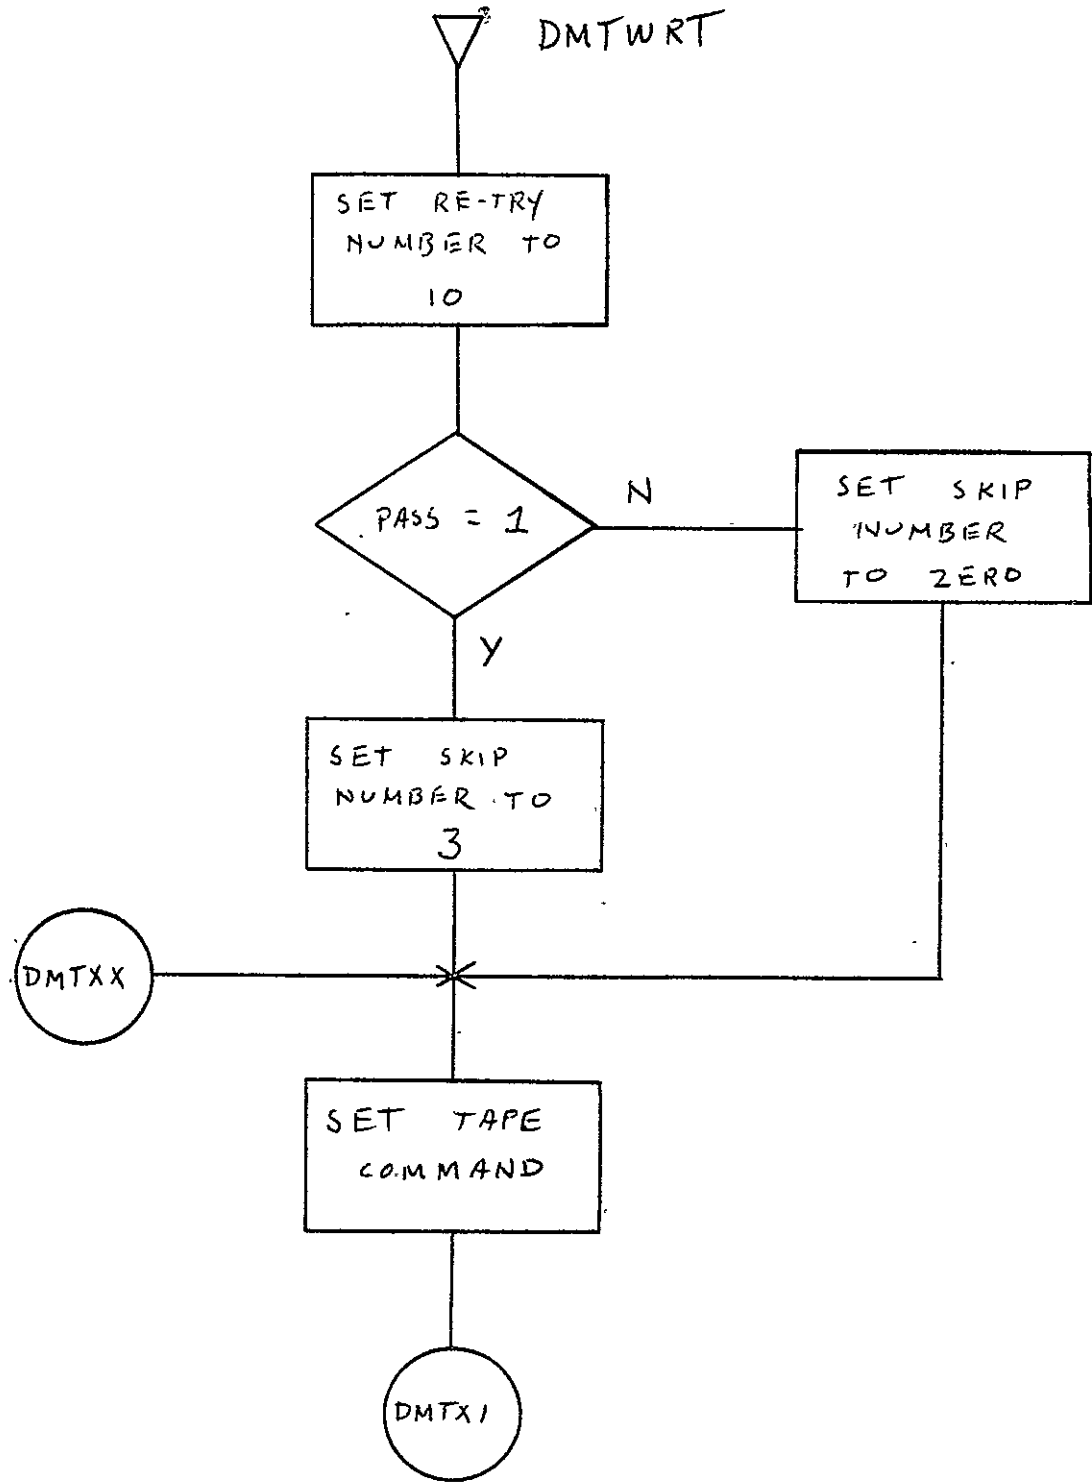 DMTWRT
SET RE-TRY
NUMBER TO
10
PASS = 1
N
SET SKIP
NUMBER
TO ZERO
Y
SET SKIP
NUMBER TO
3
DMTXX
SET TAPE
COMMAND
DMTX1